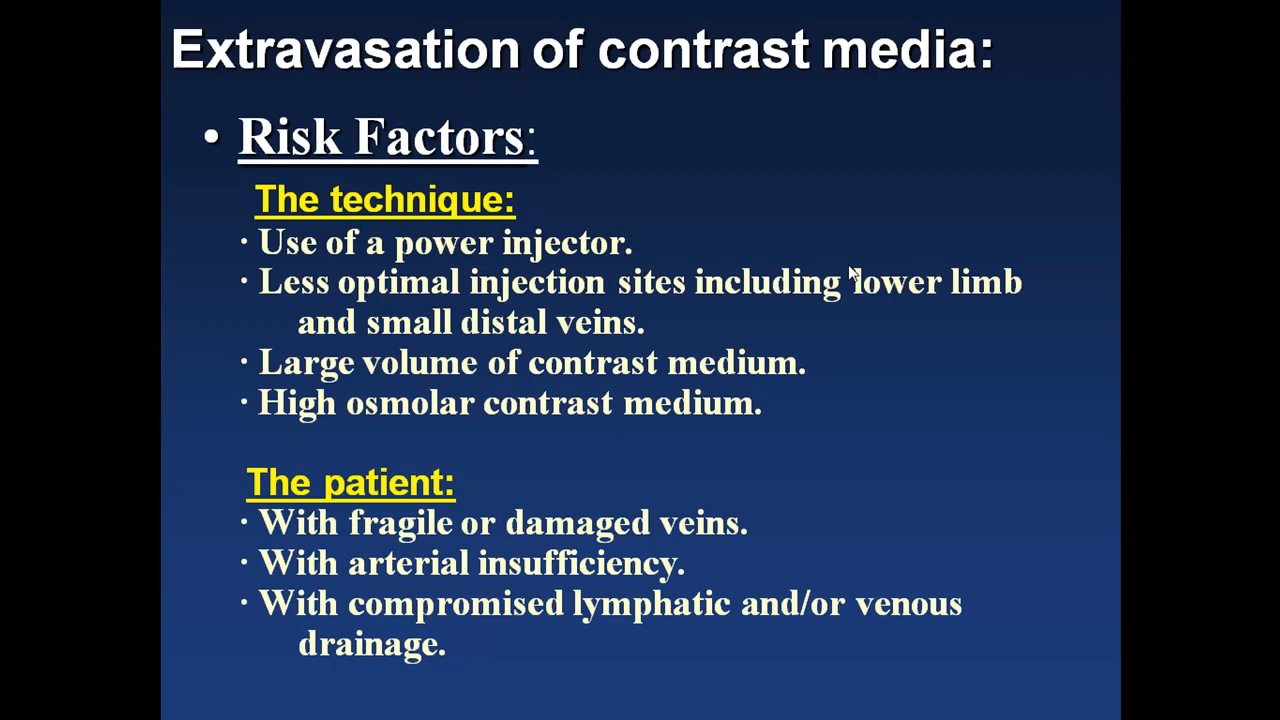 Extravasation of contrast media:
• Risk Factors:
The technique:
· Use of a power injector.
· Less optimal injection sites including lower limb
and small distal veins.
· Large volume of contrast medium.
· High osmolar contrast medium.
The patient:
· With fragile or damaged veins.
· With arterial insufficiency.
· With compromised lymphatic and/or venous
drainage.